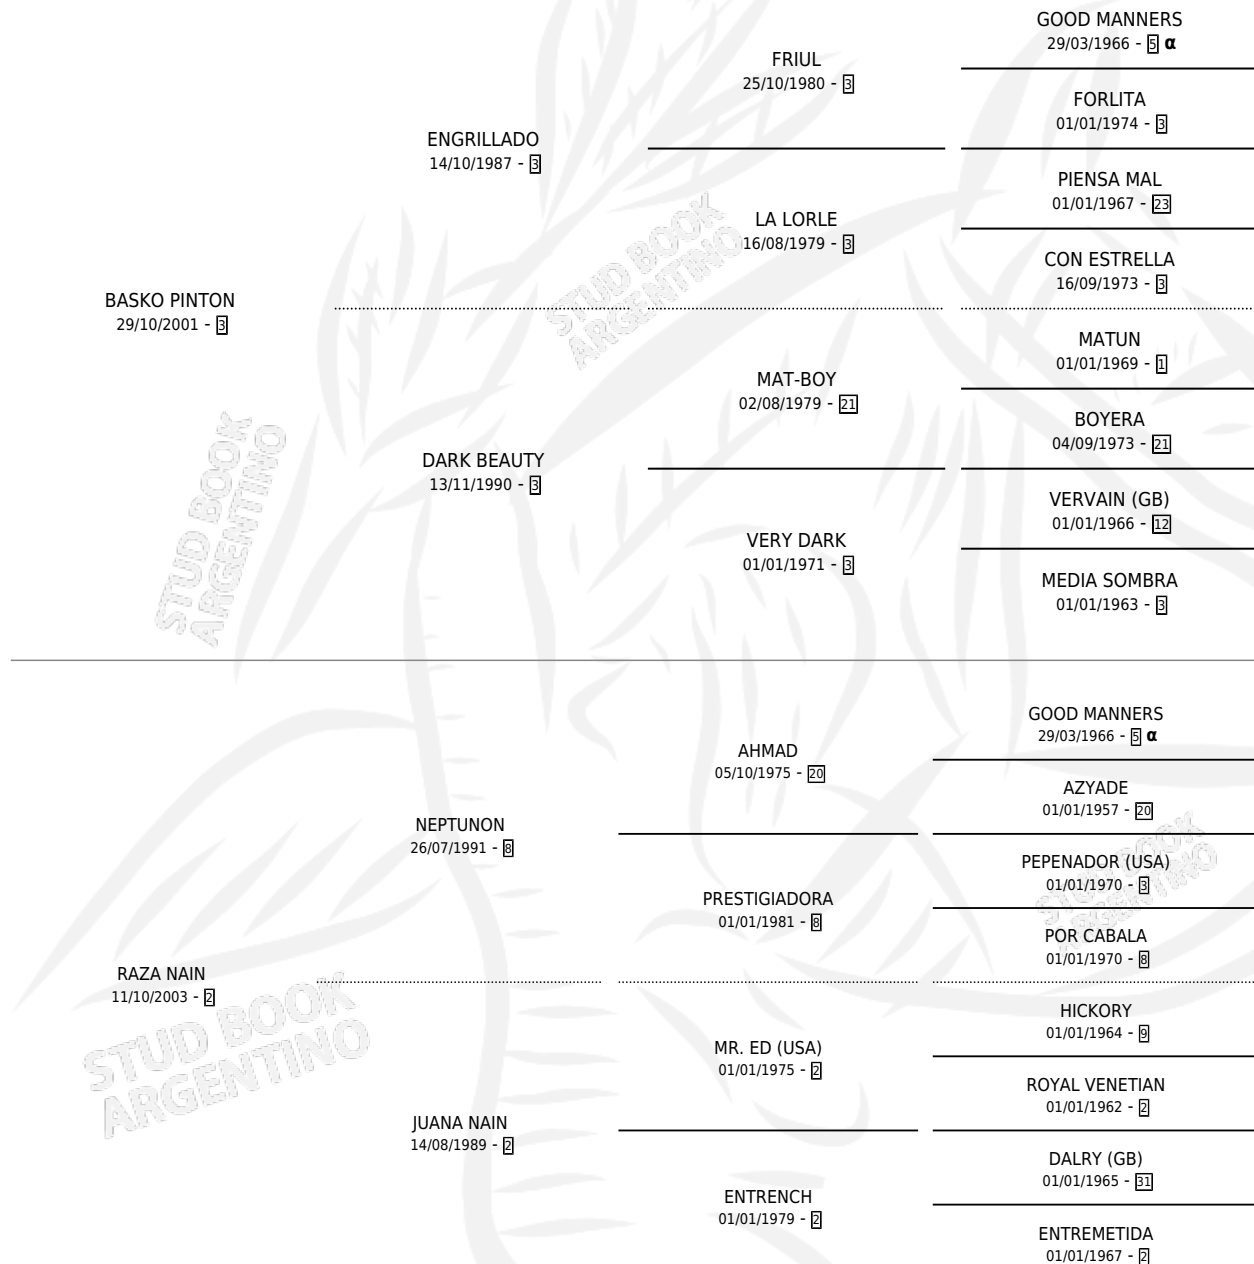 GOOD MANNERS
29/03/1966 - 5 α
FRIUL
25/10/1980 - 3
FORLITA
01/01/1974 - 3
ENGRILLADO
14/10/1987 - 3
PIENSA MAL
01/01/1967 - 23
LA LORLE
16/08/1979 - 3
CON ESTRELLA
16/09/1973 - 3
BASKO PINTON
29/10/2001 - 3
MATUN
01/01/1969 - 1
MAT-BOY
02/08/1979 - 21
BOYERA
04/09/1973 - 21
DARK BEAUTY
13/11/1990 - 3
VERVAIN (GB)
01/01/1966 - 12
VERY DARK
01/01/1971 - 3
MEDIA SOMBRA
01/01/1963 - 3
STUD BOOK
ARGENTINO
STUD BOOK
ARGENTINO
GOOD MANNERS
29/03/1966 - 5 α
AHMAD
05/10/1975 - 20
AZYADE
01/01/1957 - 20
NEPTUNON
26/07/1991 - 8
PEPENADOR (USA)
01/01/1970 - 3
PRESTIGIADORA
01/01/1981 - 8
POR CABALA
01/01/1970 - 8
RAZA NAIN
11/10/2003 - 2
HICKORY
01/01/1964 - 9
MR. ED (USA)
01/01/1975 - 2
ROYAL VENETIAN
01/01/1962 - 2
JUANA NAIN
14/08/1989 - 2
DALRY (GB)
01/01/1965 - 31
ENTRENCH
01/01/1979 - 2
ENTREMETIDA
01/01/1967 - 2
STUD BOOK
ARGENTINO
STUD BOOK
ARGENTINO